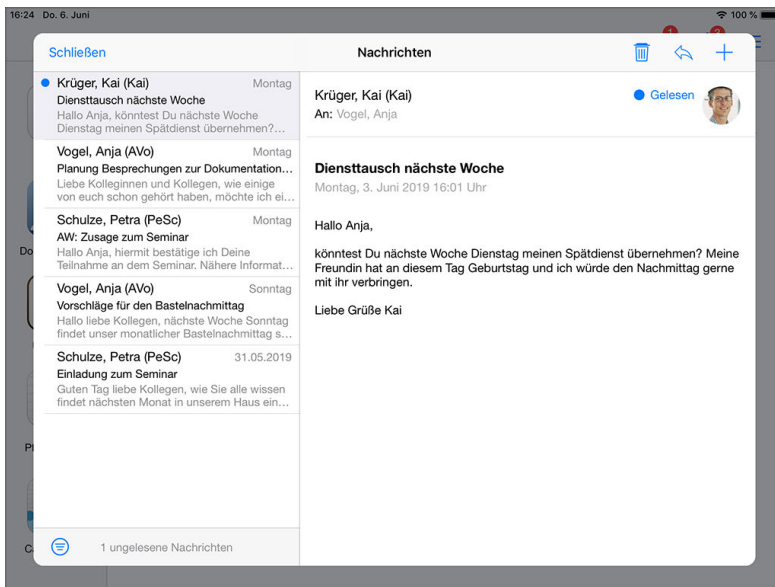 16:24 Do. 6. Juni
100 %
1
Schließen
Nachrichten
Krüger, Kai (Kai) Montag
Diensttausch nächste Woche
Hallo Anja, könntest Du nächste Woche
Dienstag meinen Spätdienst übernehmen?...
Vogel, Anja (AVo) Montag
Planung Besprechungen zur Dokumentation...
Liebe Kolleginnen und Kollegen, wie einige
von euch schon gehört haben, möchte ich ei...
Schulze, Petra (PeSc) Montag
AW: Zusage zum Seminar
Hallo Anja, hiermit bestätige ich Deine
Teilnahme an dem Seminar. Nähere Informat...
Vogel, Anja (AVo) Sonntag
Vorschläge für den Bastelnachmittag
Hallo liebe Kollegen, nächste Woche Sonntag
findet unser monatlicher Bastelnachmittag s...
Schulze, Petra (PeSc) 31.05.2019
Einladung zum Seminar
Guten Tag liebe Kollegen, wie Sie alle wissen
findet nächsten Monat in unserem Haus ein...
1 ungelesene Nachrichten
Krüger, Kai (Kai)
Gelesen
An: Vogel, Anja
Diensttausch nächste Woche
Montag, 3. Juni 2019 16:01 Uhr
Hallo Anja,
könntest Du nächste Woche Dienstag meinen Spätdienst übernehmen? Meine
Freundin hat an diesem Tag Geburtstag und ich würde den Nachmittag gerne
mit ihr verbringen.
Liebe Grüße Kai
Do